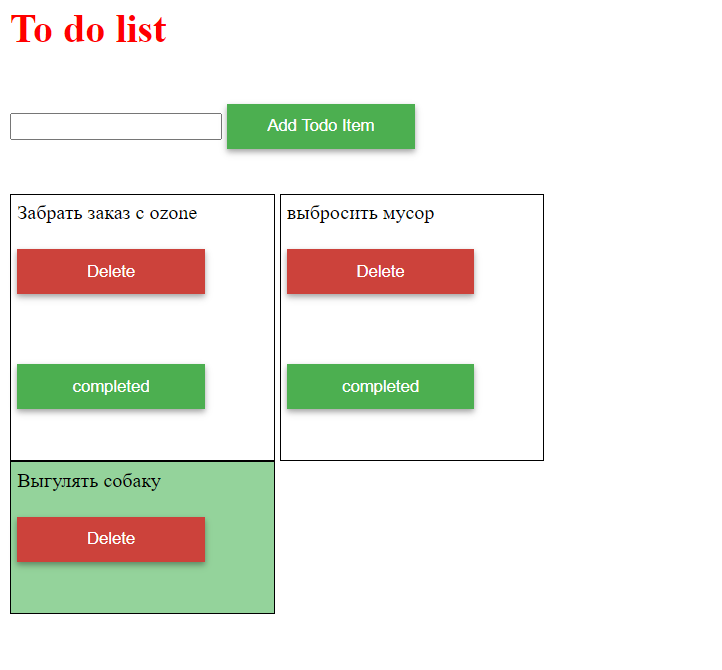 To do list
Add Todo Item
Забрать заказ с ozone
выбросить мусор
Delete
Delete
completed
completed
Выгулять собаку
Delete